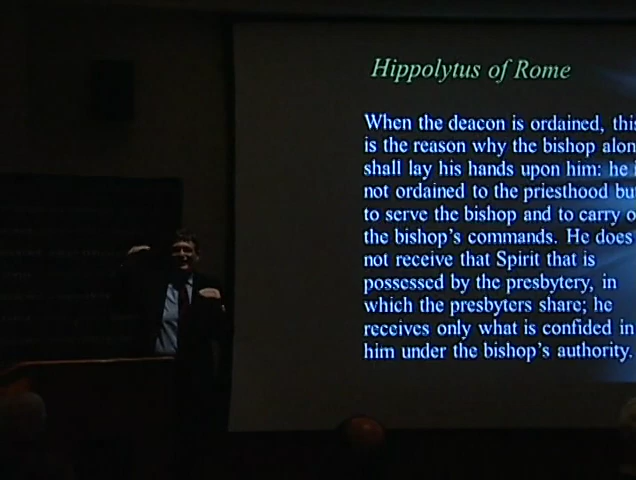 Hippolytus of Rome
When the deacon is ordained, this
is the reason why the bishop alon
shall lay his hands upon him: he i
not ordained to the priesthood but
to serve the bishop and to carry o
the bishop's commands. He does
not receive that Spirit that is
possessed by the presbytery, in
which the presbyters share; he
receives only what is confided in
him under the bishop's authority.